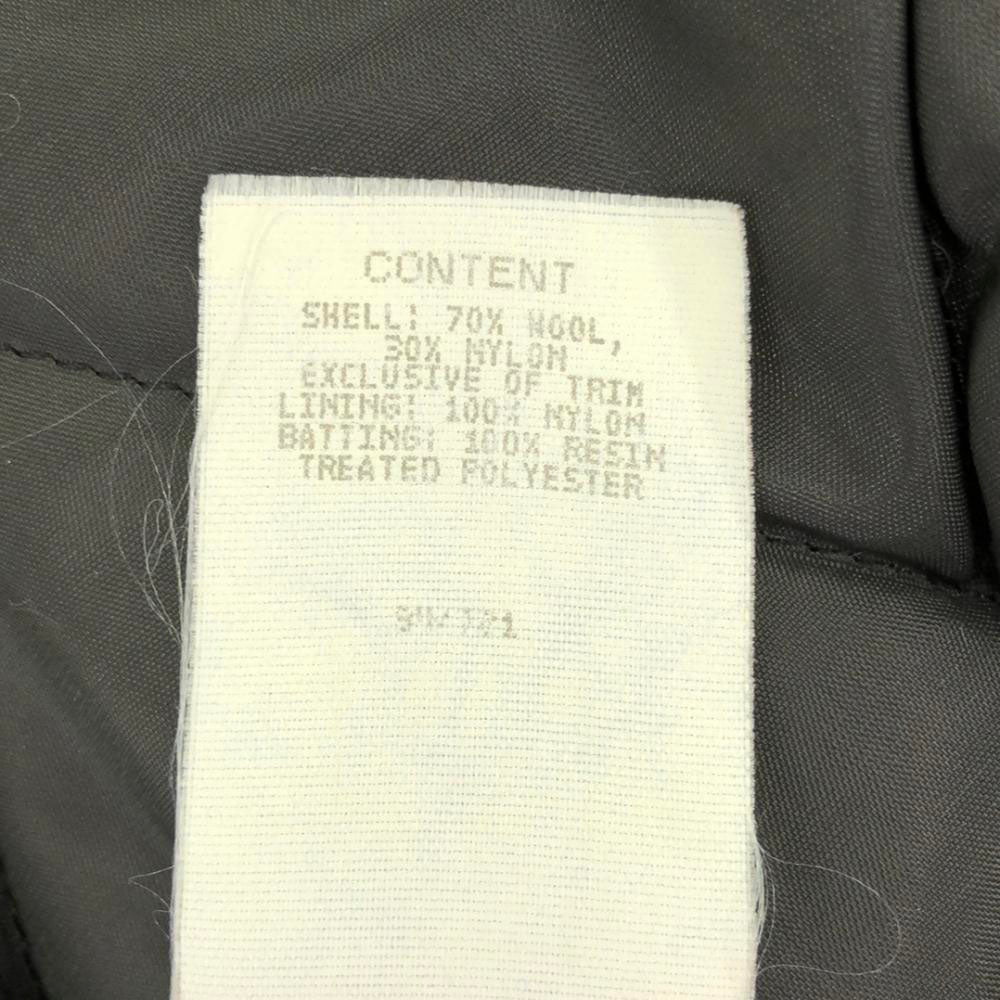 CONTENT
SHELL: 70% WOOL,
30% NYLON
EXCLUSIVE OF TRIM
LINING: 100% NYLON
BATTING: 100% RESIN
TREATED POLYESTER